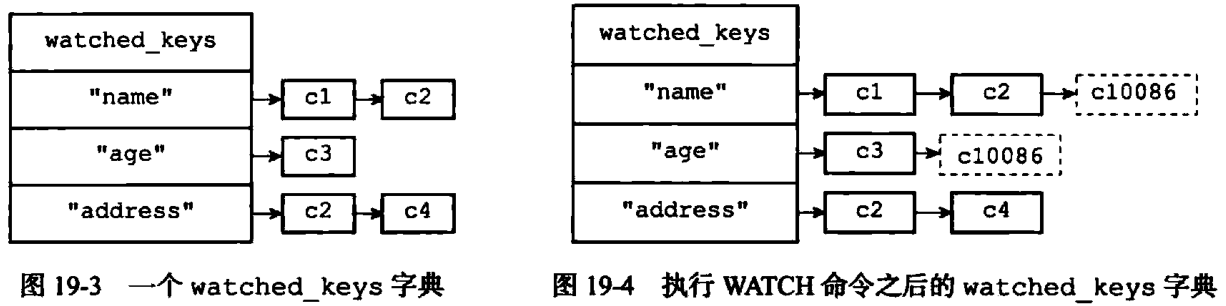 watched_keys
"name" c1 c2
"age" c3
"address" c2 c4
图 19-3 一个 watched_keys 字典
watched_keys
"name" c1 c2 c10086
"age" c3 c10086
"address" c2 c4
图 19-4 执行 WATCH 命令之后的 watched_keys 字典